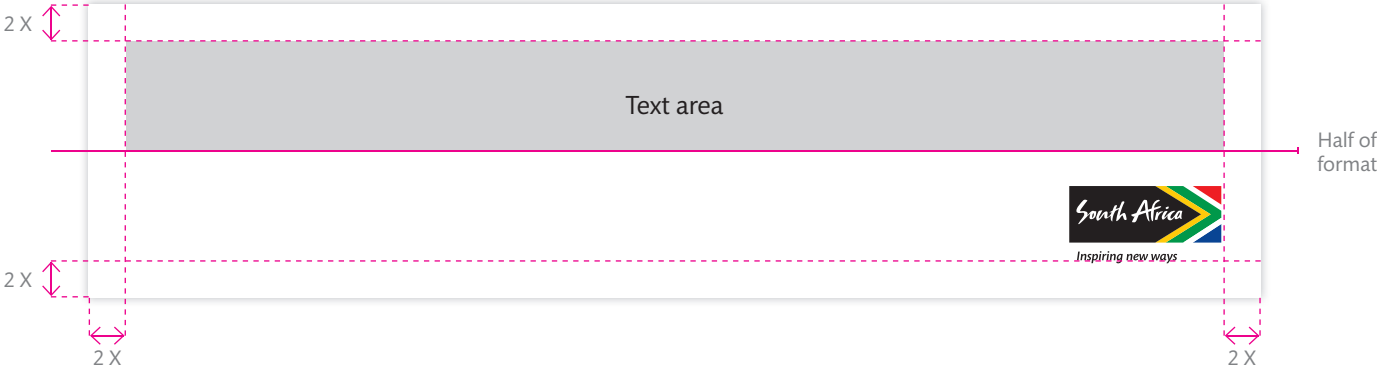 2 X
Text area
Half of
format
South Africa
Inspiring new ways
2 X
2 X
2 X